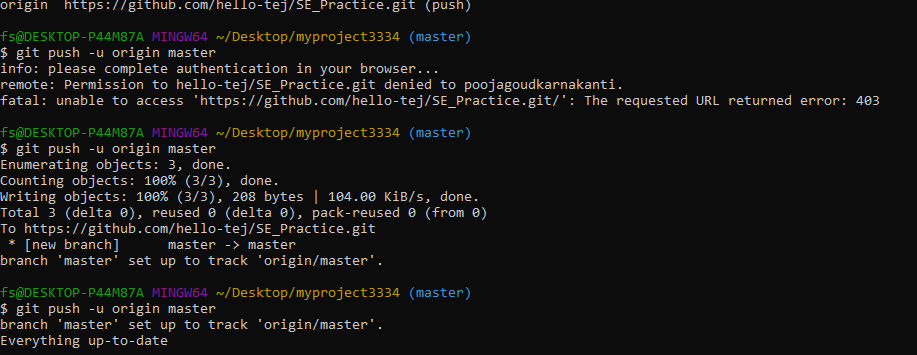 origin  https://github.com/hello-tej/SE_Practice.git (push)
fs@DESKTOP-P44M87A MINGW64 ~/Desktop/myproject3334 (master)
$ git push -u origin master
info: please complete authentication in your browser...
remote: Permission to hello-tej/SE_Practice.git denied to poojagoudkarnakanti.
fatal: unable to access 'https://github.com/hello-tej/SE_Practice.git/': The requested URL returned error: 403
fs@DESKTOP-P44M87A MINGW64 ~/Desktop/myproject3334 (master)
$ git push -u origin master
Enumerating objects: 3, done.
Counting objects: 100% (3/3), done.
Writing objects: 100% (3/3), 208 bytes | 104.00 KiB/s, done.
Total 3 (delta 0), reused 0 (delta 0), pack-reused 0 (from 0)
To https://github.com/hello-tej/SE_Practice.git
 * [new branch]      master -> master
branch 'master' set up to track 'origin/master'.
fs@DESKTOP-P44M87A MINGW64 ~/Desktop/myproject3334 (master)
$ git push -u origin master
branch 'master' set up to track 'origin/master'.
Everything up-to-date